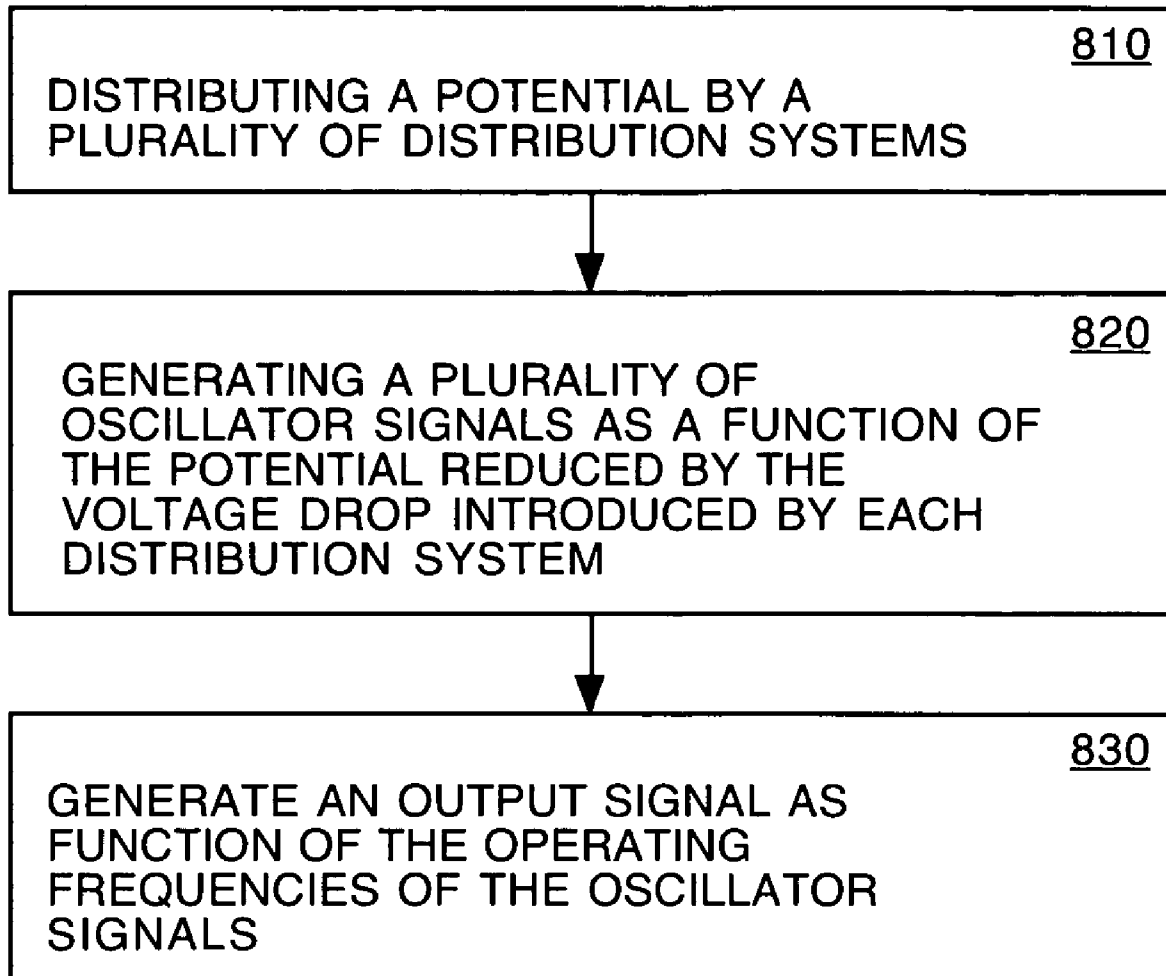 810
DISTRIBUTING A POTENTIAL BY A
PLURALITY OF DISTRIBUTION SYSTEMS
820
GENERATING A PLURALITY OF
OSCILLATOR SIGNALS AS A FUNCTION OF
THE POTENTIAL REDUCED BY THE
VOLTAGE DROP INTRODUCED BY EACH
DISTRIBUTION SYSTEM
830
GENERATE AN OUTPUT SIGNAL AS
FUNCTION OF THE OPERATING
FREQUENCIES OF THE OSCILLATOR
SIGNALS